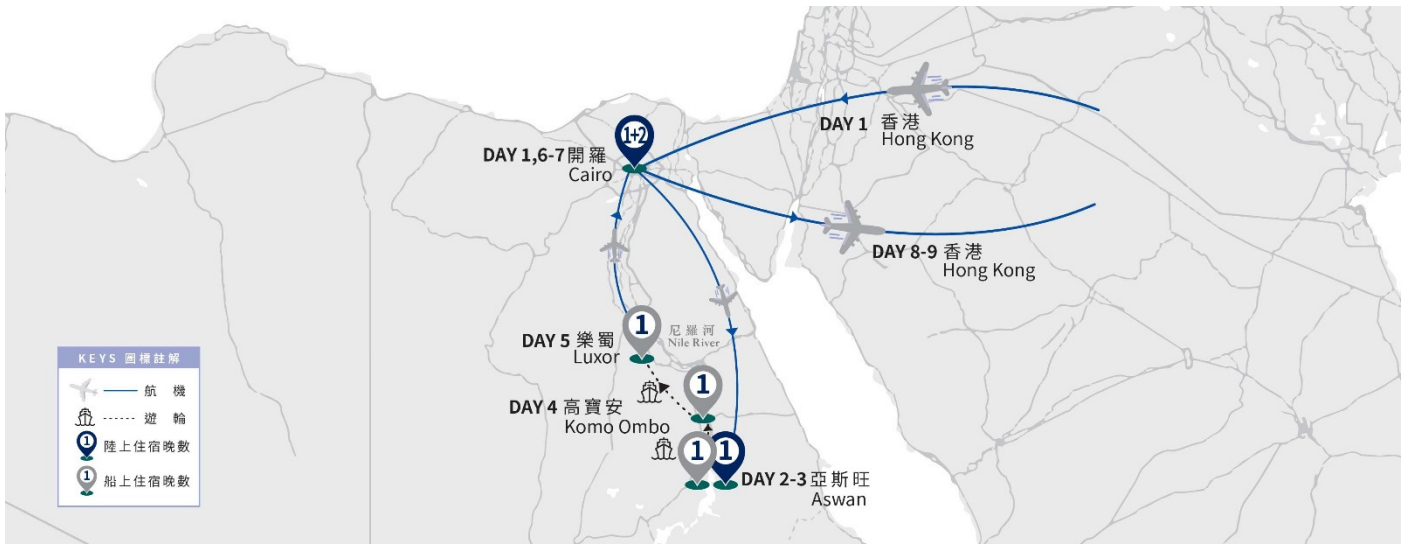 DAY 1 香港
Hong Kong
1+2
DAY 1,6-7 開羅
Cairo
DAY 8-9 香港
Hong Kong
1
DAY 5 樂蜀
Luxor
尼羅河
Nile River
1
DAY 4 高寶安
Komo Ombo
1
1
DAY 2-3 亞斯旺
Aswan
KEYS 圖標註解
航機
遊輪
1 陸上住宿晚數
1 船上住宿晚數